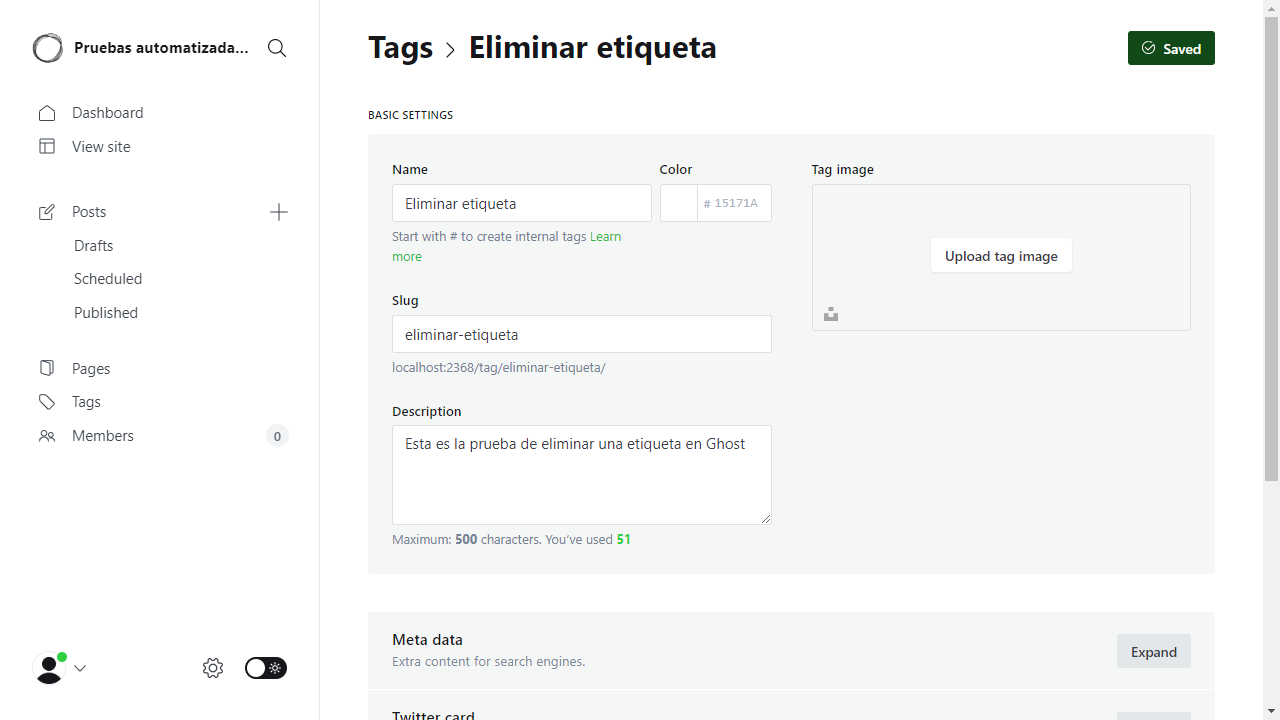 Pruebas automatizada...
Dashboard
View site
Posts
Drafts
Scheduled
Published
Pages
Tags
Members
0
Tags > Eliminar etiqueta
Saved
BASIC SETTINGS
Name
Eliminar etiqueta
Start with # to create internal tags Learn
more
Color
# 15171A
Slug
eliminar-etiqueta
localhost:2368/tag/eliminar-etiqueta/
Description
Esta es la prueba de eliminar una etiqueta en Ghost
Maximum: 500 characters. You’ve used 51
Tag image
Upload tag image
Meta data
Extra content for search engines.
Expand
Twitter card